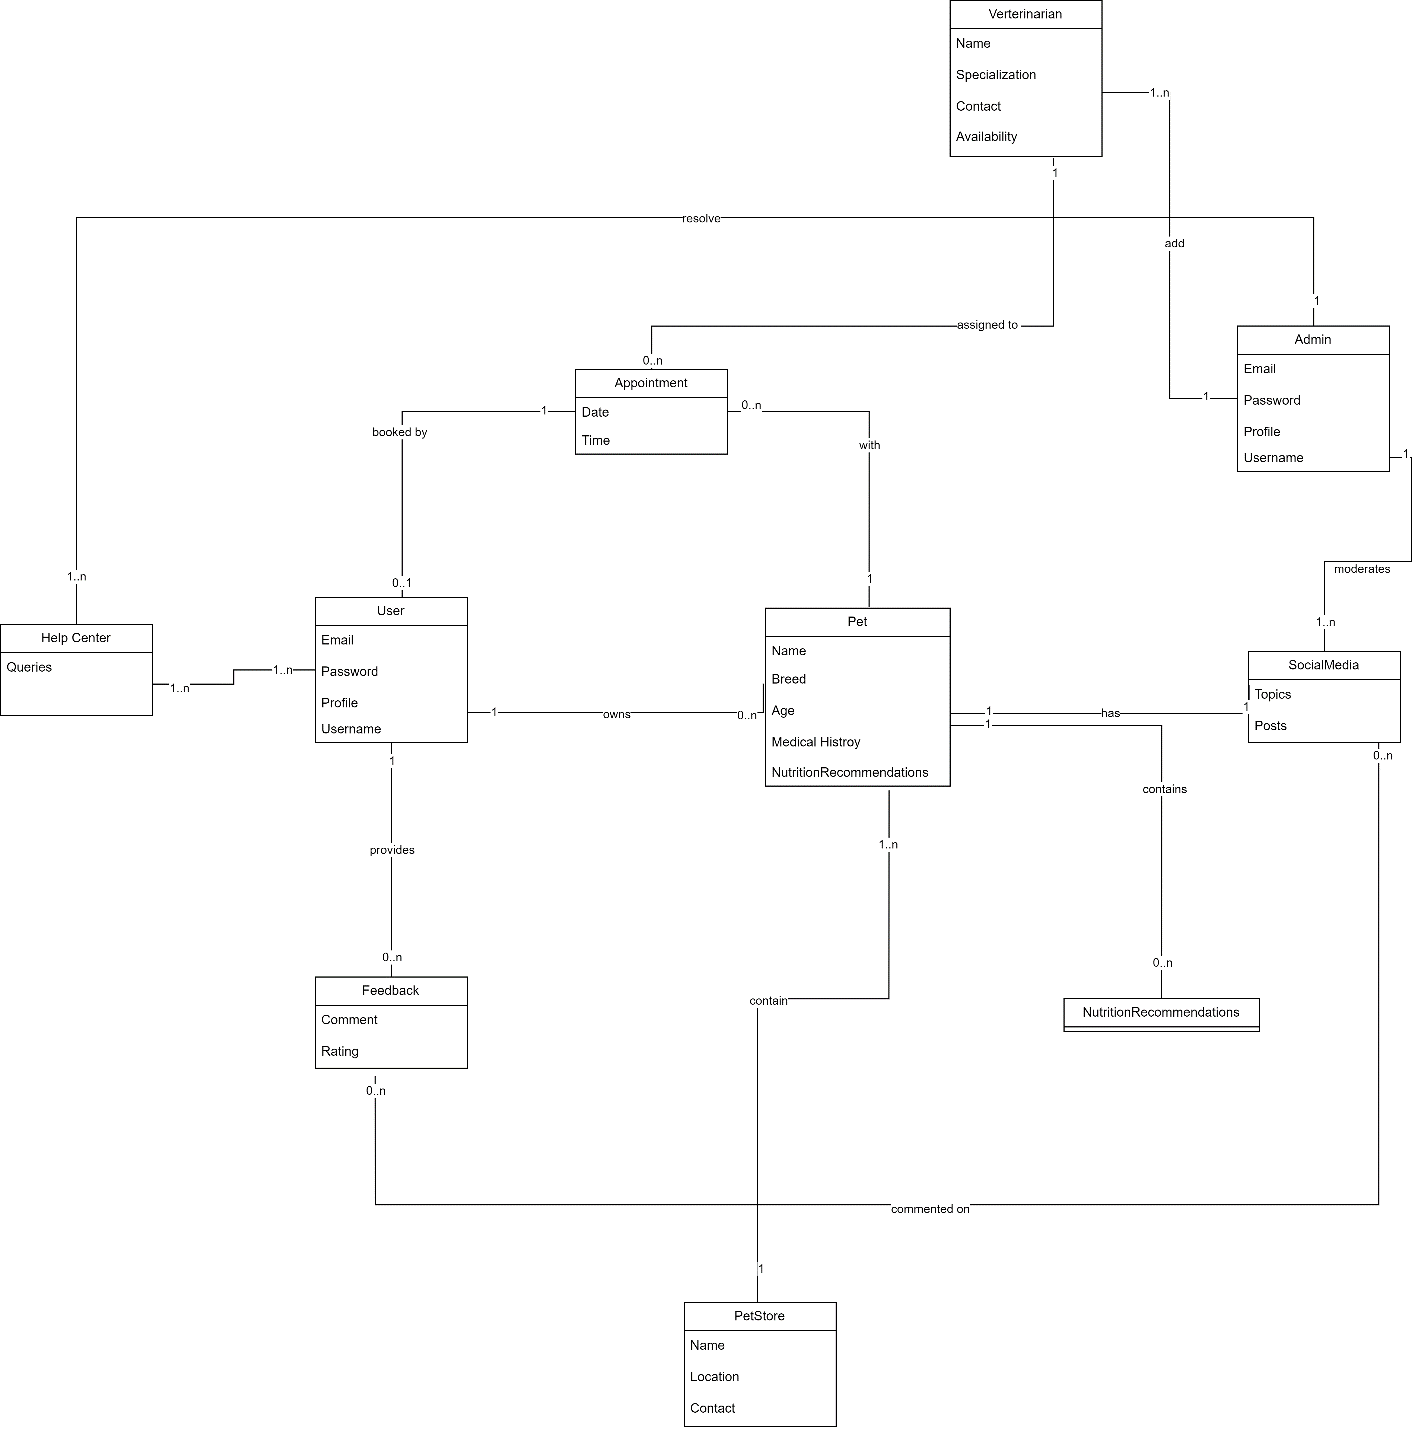 Verterinarian
Name
Specialization
Contact
Availability
1..n
1
resolve
add
1
assigned to
Admin
Email
Password
Profile
Username
1
1
0..n
Appointment
Date
Time
1
0..n
booked by
with
moderates
1..n
0..1
1
1..n
Help Center
Queries
1..n
1..n
User
Email
Password
Profile
Username
1
owns
0..n
Pet
Name
Breed
Age
Medical Histroy
NutritionRecommendations
1
has
1
1
SocialMedia
Topics
Posts
0..n
1
contains
provides
1..n
0..n
0..n
Feedback
Comment
Rating
contain
NutritionRecommendations
0..n
commented on
1
PetStore
Name
Location
Contact